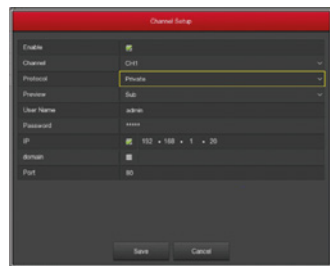 Channel Setup
Enable
Channel CH1
Protocol Private
Preview Sub
User Name admin
Password *****
IP 192 . 168 . 1 . 20
domain
Port 80
Save Cancel